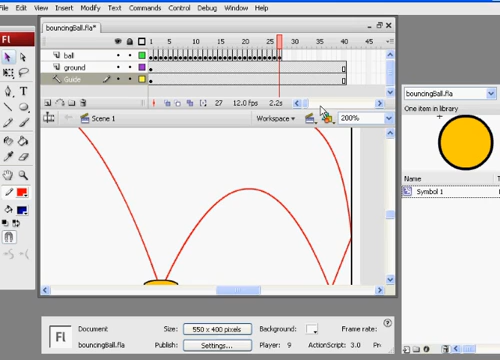 File Edit View Insert Modify Text Commands Control Debug Window Help
Fl
bouncingBall.fla*
1 5 10 15 20 25 30 35 40 45
ball
ground
Guide
27 12.0 fps 2.2s
Scene 1 Workspace 200%
bouncingBall.fla
One item in library
Name
Symbol 1
Fl
Document Size: 550 x 400 pixels Background: Frame rate:
bouncingBall.fla Publish: Settings... Player: 9 ActionScript: 3.0 Pr